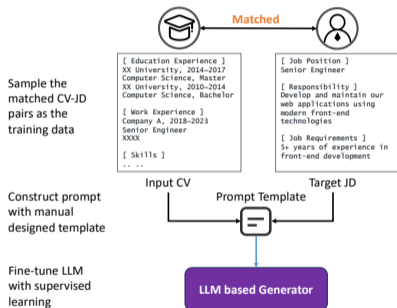 Matched
Sample the
matched CV-JD
pairs as the
training data
[ Education Experience ]
XX University, 2014~2017
Computer Science, Master
XX University, 2010~2014
Computer Science, Bachelor
[ Work Experience ]
Company A, 2018~2023
Senior Engineer
XXXX
[ Skills ]
.. ..
[ Job Position ]
Senior Engineer
[ Responsibility ]
Develop and maintain our
web applications using
modern front-end
technologies
[ Job Requirements ]
5+ years of experience in
front-end development
Input CV
Target JD
Construct prompt
with manual
designed template
Prompt Template
Fine-tune LLM
with supervised
learning
LLM based Generator